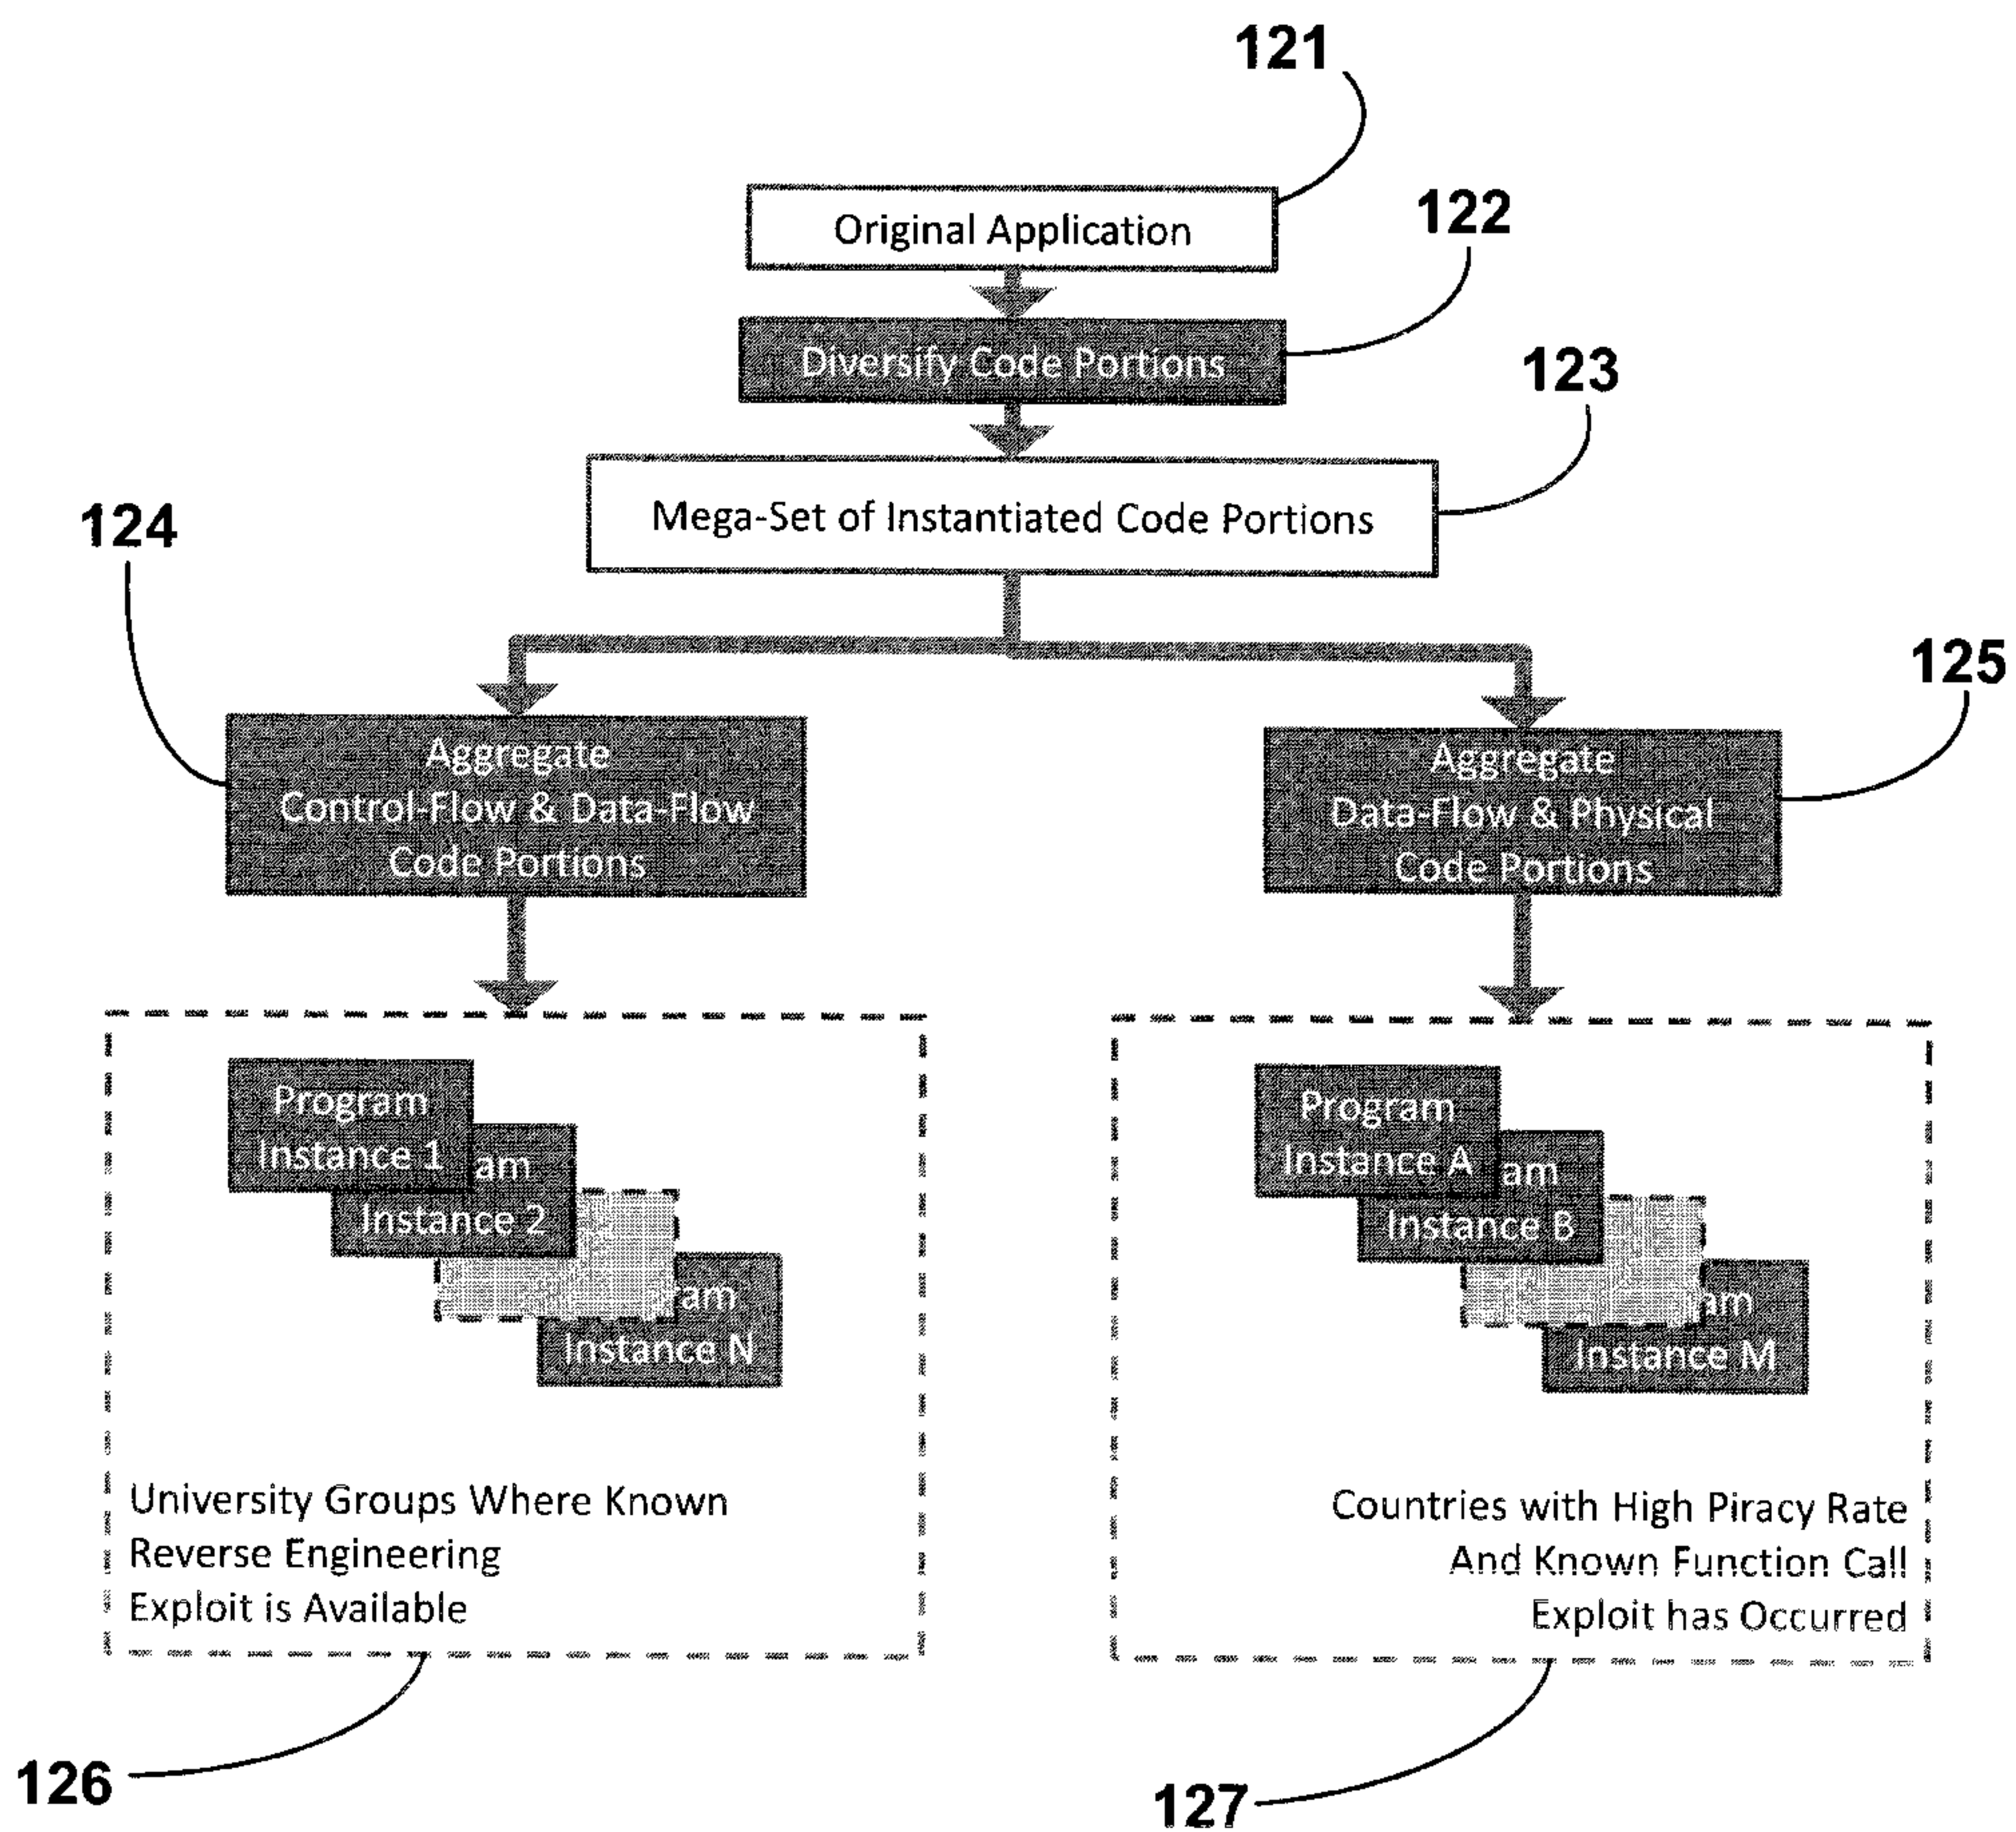 121
Original Application
122
Diversify Code Portions
123
Mega-Set of Instantiated Code Portions
124
125
Aggregate
Control-Flow & Data-Flow
Code Portions
Aggregate
Data-Flow & Physical
Code Portions
Program
Instance 1
am
Instance 2
ram
Instance N
Program
Instance A
am
Instance B
am
Instance M
University Groups Where Known
Reverse Engineering
Exploit is Available
Countries with High Piracy Rate
And Known Function Call
Exploit has Occurred
126
127